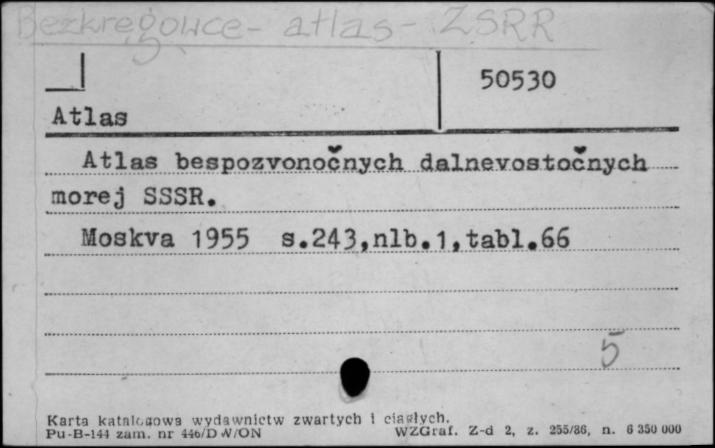 Bezkręgowce - atlas - ZSRR
50530
Atlas
Atlas bespozvonočnych dalnevostočnych
morej SSSR.
Moskva 1955 s.243,nlb.1,tabl.66
5
Karta katalogowa wydawnictw zwartych i ciągłych.
Pu-B-144 zam. nr 446/D W/ON WZGraf. Z-d 2, z. 255/86, n. 6 350 000